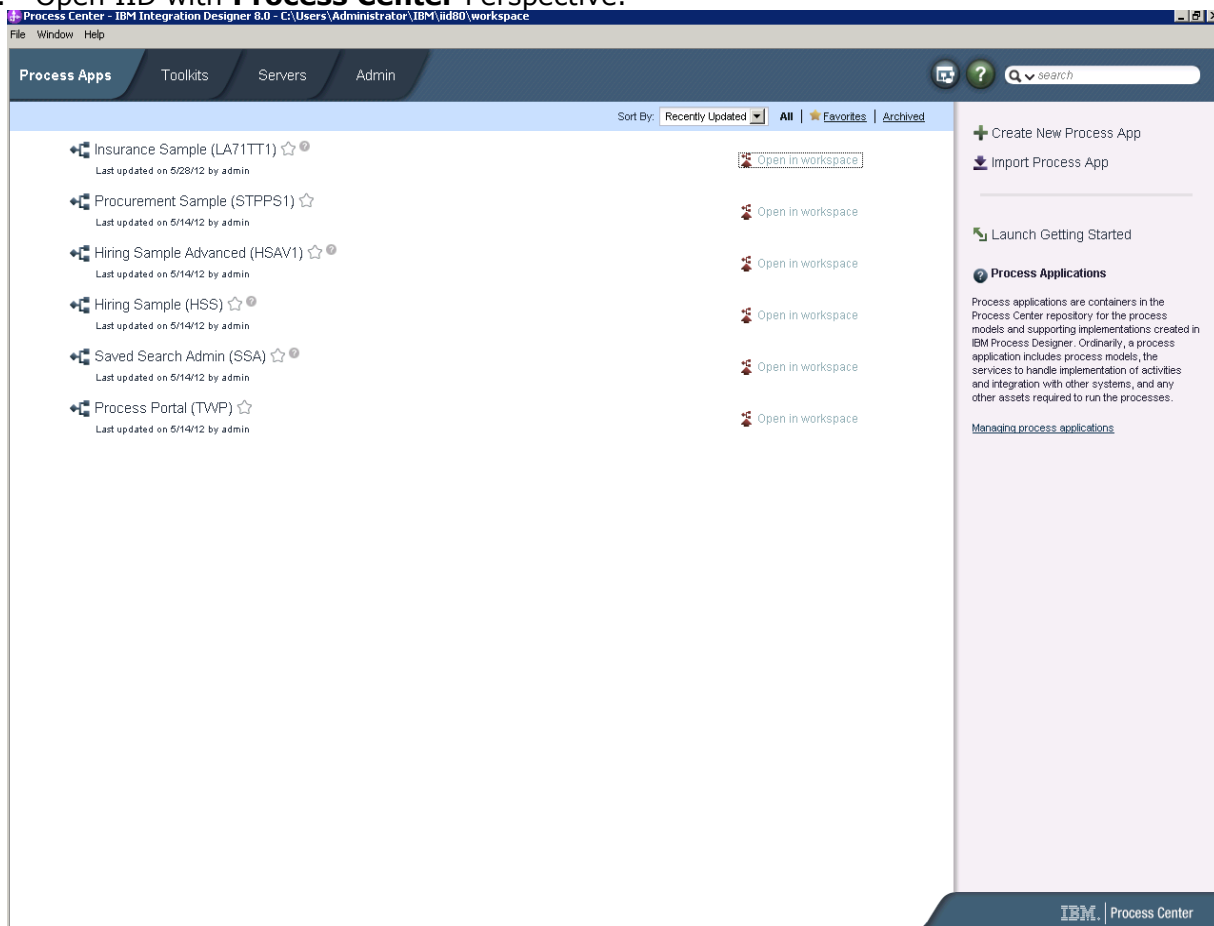 Open IID with Process Center Perspective.
Process Center - IBM Integration Designer 8.0 - C:\Users\Administrator\IBM\iid80\workspace
File Window Help
Process Apps Toolkits Servers Admin
search
Sort By: Recently Updated All | Favorites | Archived
Insurance Sample (LA71TT1)
Last updated on 5/28/12 by admin
Open in workspace
Procurement Sample (STPPS1)
Last updated on 5/14/12 by admin
Open in workspace
Hiring Sample Advanced (HSAV1)
Last updated on 5/14/12 by admin
Open in workspace
Hiring Sample (HSS)
Last updated on 5/14/12 by admin
Open in workspace
Saved Search Admin (SSA)
Last updated on 5/14/12 by admin
Open in workspace
Process Portal (TWP)
Last updated on 5/14/12 by admin
Open in workspace
Create New Process App
Import Process App
Launch Getting Started
Process Applications
Process applications are containers in the
Process Center repository for the process
models and supporting implementations created in
IBM Process Designer. Ordinarily, a process
application includes process models, the
services to handle implementation of activities
and integration with other systems, and any
other assets required to run the processes.
Managing process applications
IBM. | Process Center